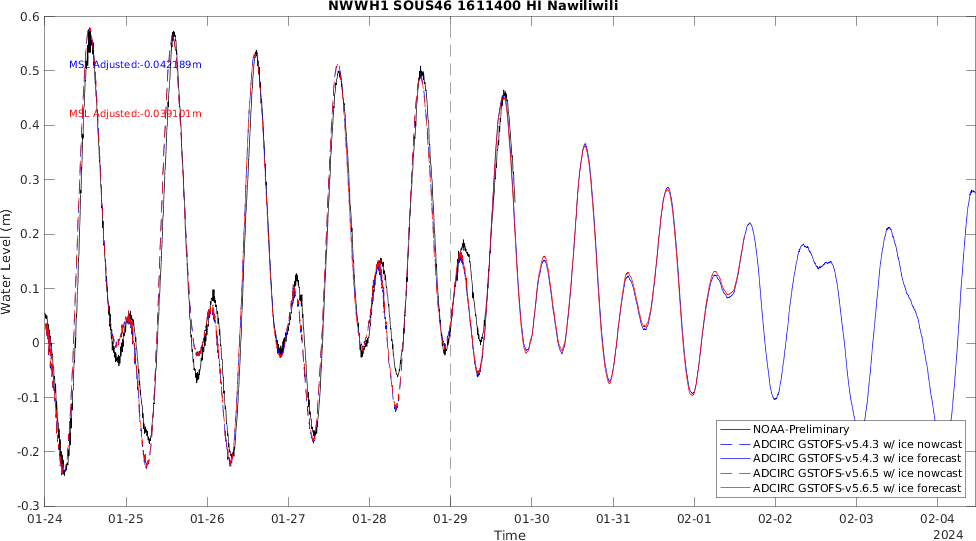 NWWH1 SOUS46 1611400 HI Nawiliwili
0.6
0.5
0.4
0.3
0.2
0.1
0
-0.1
-0.2
-0.3
Water Level (m)
MSL Adjusted:-0.042189m
MSL Adjusted:-0.039101m
NOAA-Preliminary
ADCIRC GSTOFS-v5.4.3 w/ ice nowcast
ADCIRC GSTOFS-v5.4.3 w/ ice forecast
ADCIRC GSTOFS-v5.6.5 w/ ice nowcast
ADCIRC GSTOFS-v5.6.5 w/ ice forecast
01-24 01-25 01-26 01-27 01-28 01-29 01-30 01-31 02-01 02-02 02-03 02-04
Time
2024